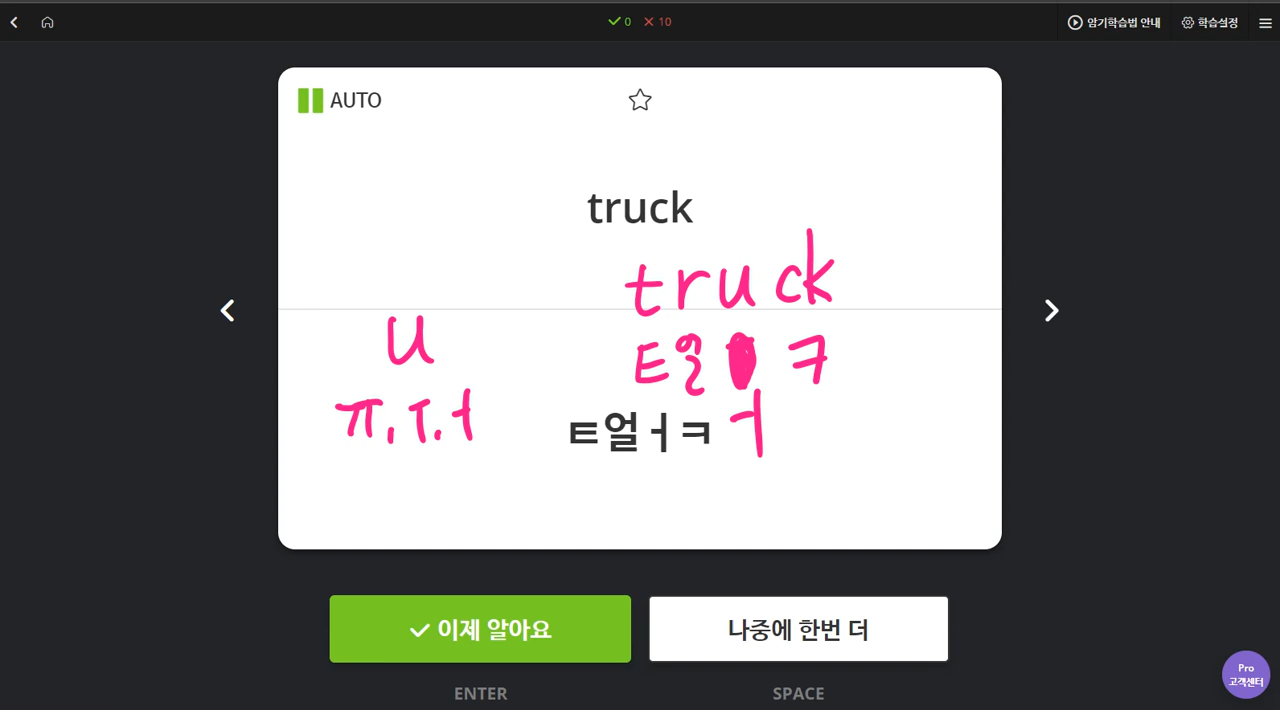 0 10
암기학습법 안내 학습설정
AUTO
truck
truck
u
ㅌ얼 ㅋ
ㅠ, ㅜ, ㅓ
ㅌ얼ㅓㅋ ㅓ
이제 알아요
나중에 한번 더
ENTER
SPACE
Pro
고객센터